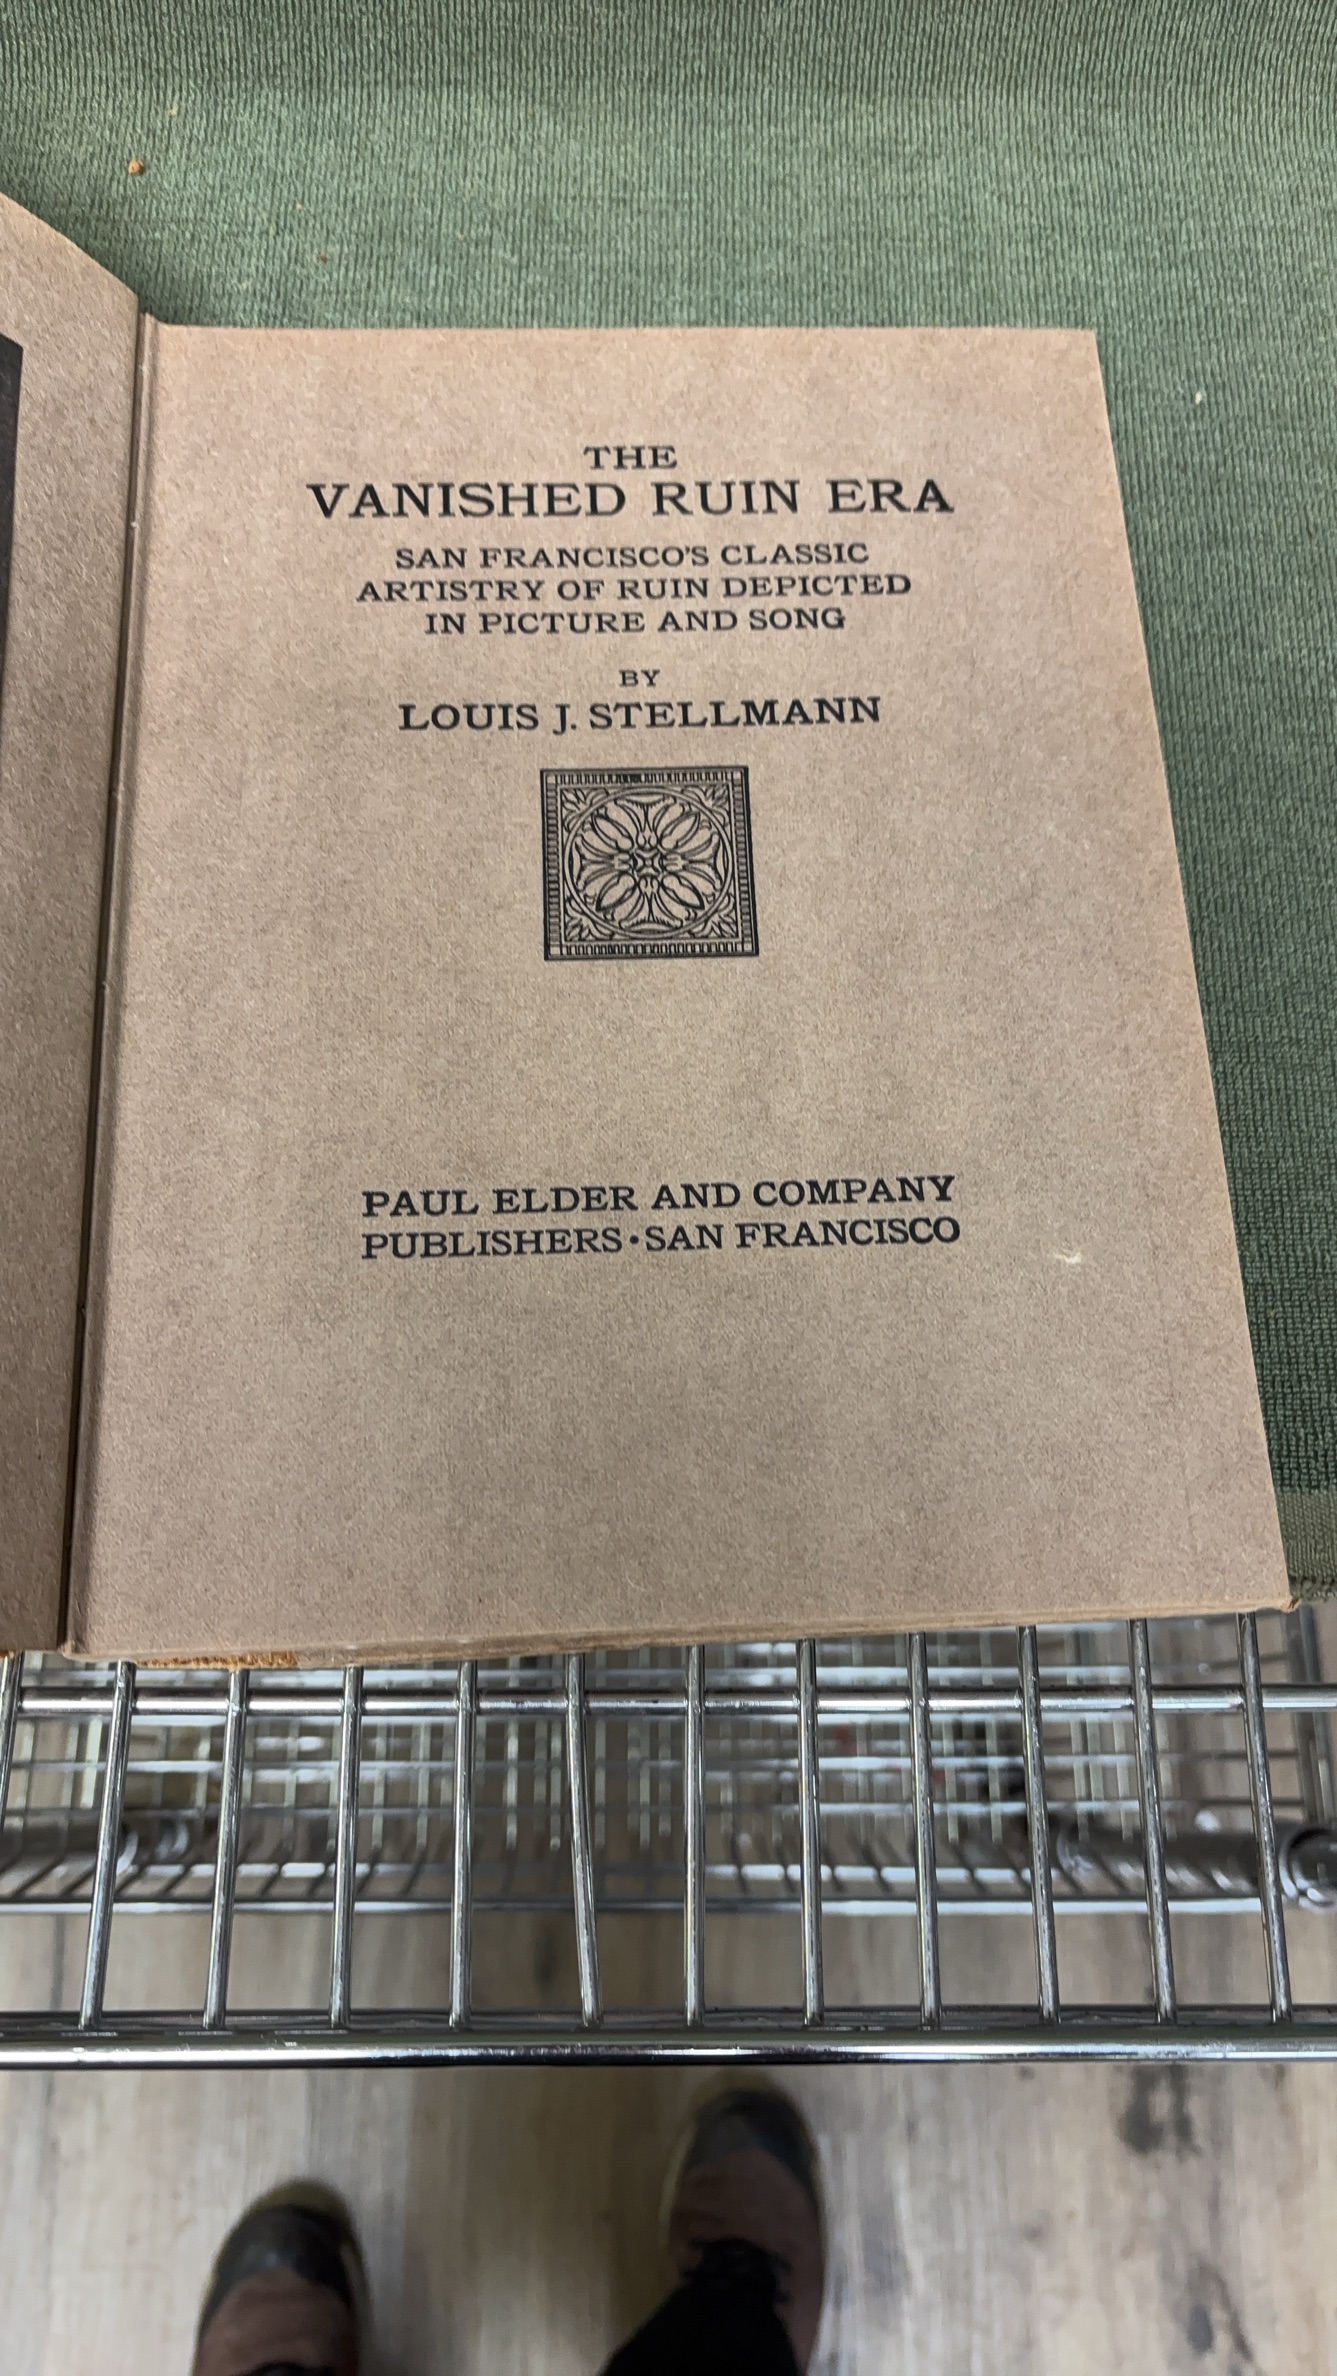 THE
VANISHED RUIN ERA
SAN FRANCISCO'S CLASSIC
ARTISTRY OF RUIN DEPICTED
IN PICTURE AND SONG
BY
LOUIS J. STELLMANN
PAUL ELDER AND COMPANY
PUBLISHERS • SAN FRANCISCO